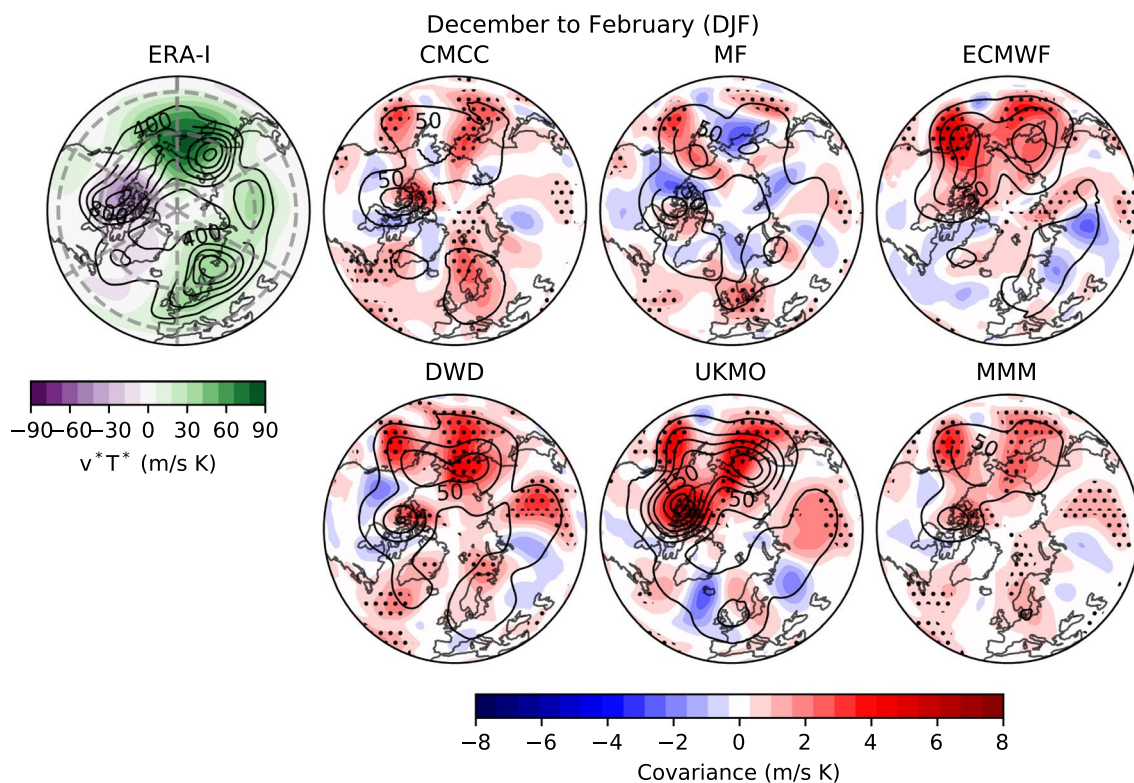 December to February (DJF)
ERA-I CMCC MF ECMWF
400
800
400
50
50
50
−90 −60 −30 0 30 60 90
v*T* (m/s K)
DWD UKMO MMM
50
50
50
−8 −6 −4 −2 0 2 4 6 8
Covariance (m/s K)